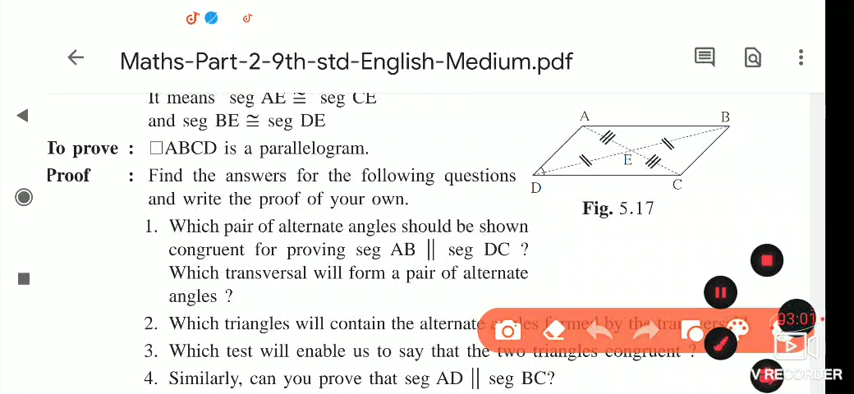 Maths-Part-2-9th-std-English-Medium.pdf
It means seg AE ≅ seg CE
and seg BE ≅ seg DE
To prove : □ABCD is a parallelogram.
Proof : Find the answers for the following questions
and write the proof of your own.
1. Which pair of alternate angles should be shown
congruent for proving seg AB || seg DC ?
Which transversal will form a pair of alternate
angles ?
2. Which triangles will contain the alternate
3. Which test will enable us to say that the two triangles congruent ?
4. Similarly, can you prove that seg AD || seg BC?
A
B
E
D
C
Fig. 5.17
03:01
V RECORDER